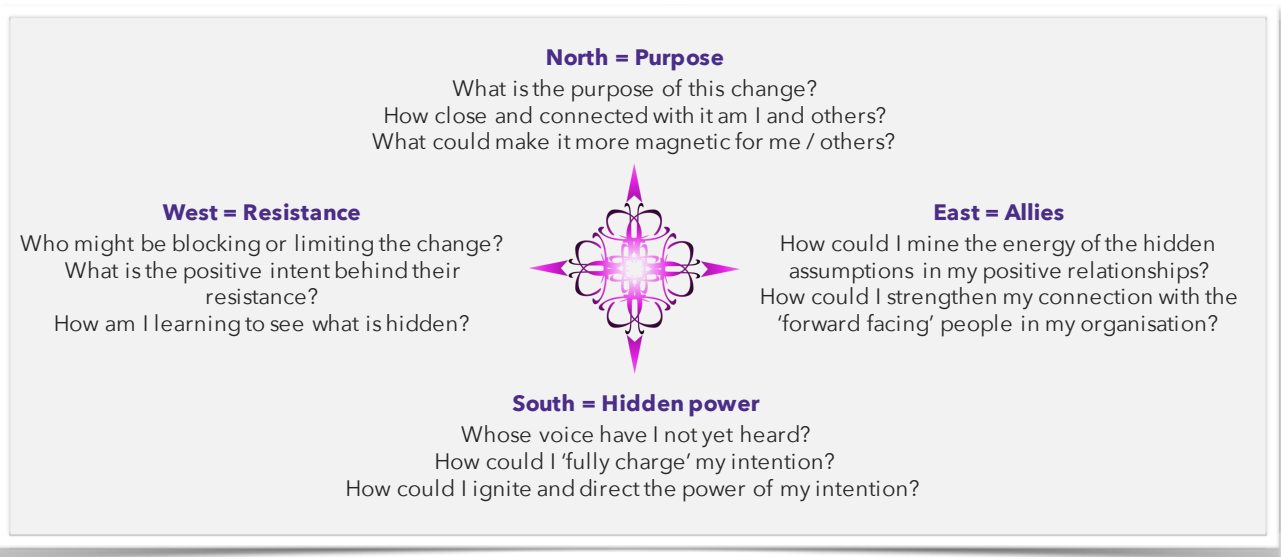 North = Purpose
What is the purpose of this change?
How close and connected with it am I and others?
What could make it more magnetic for me / others?
West = Resistance
Who might be blocking or limiting the change?
What is the positive intent behind their
resistance?
How am I learning to see what is hidden?
East = Allies
How could I mine the energy of the hidden
assumptions in my positive relationships?
How could I strengthen my connection with the
‘forward facing’ people in my organisation?
South = Hidden power
Whose voice have I not yet heard?
How could I ‘fully charge’ my intention?
How could I ignite and direct the power of my intention?